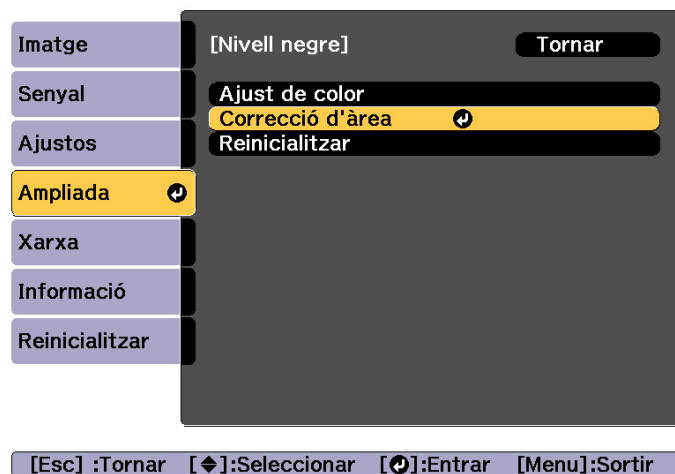 Imatge
Senyal
Ajustos
Ampliada
Xarxa
Informació
Reinicialitzar
[Nivell negre] Tornar
Ajust de color
Correcció d'àrea
Reinicialitzar
[Esc] :Tornar [◆]:Seleccionar [↵]:Entrar [Menu]:Sortir